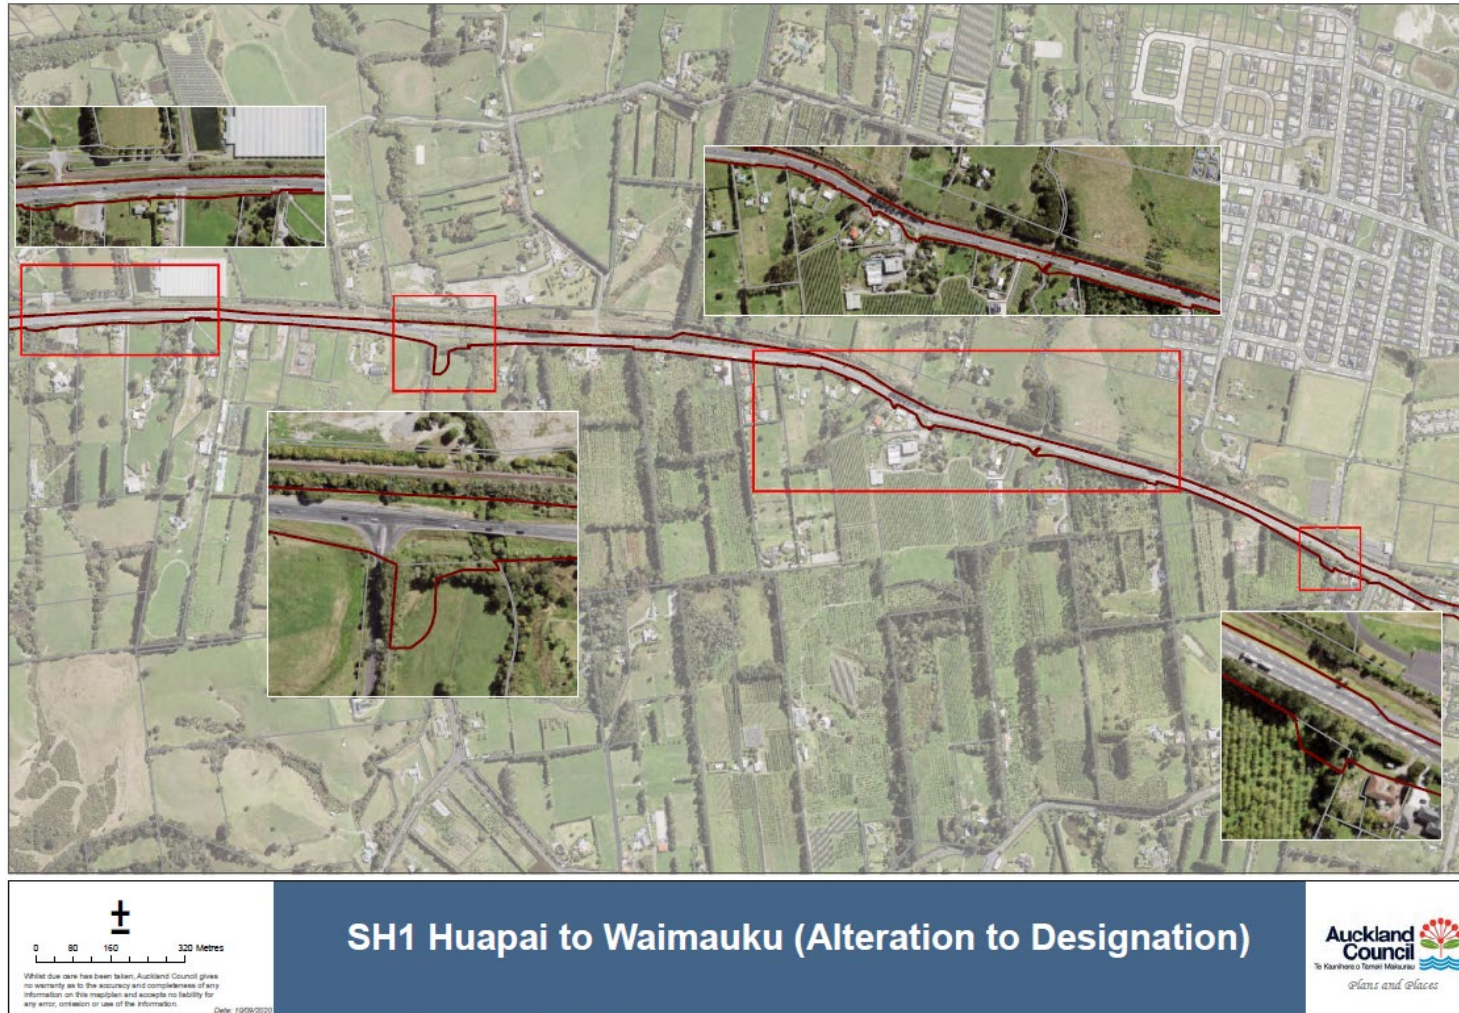 0 80 160 320 Metres
Whilst due care has been taken, Auckland Council gives
no warranty as to the accuracy and completeness of any
information on this map/plan and accepts no liability for
any error, omission or use of the information.
Date: 10/09/2020
SH1 Huapai to Waimauku (Alteration to Designation)
Auckland
Council
Te Kaunihera o Tamaki Makaurau
Plans and Places